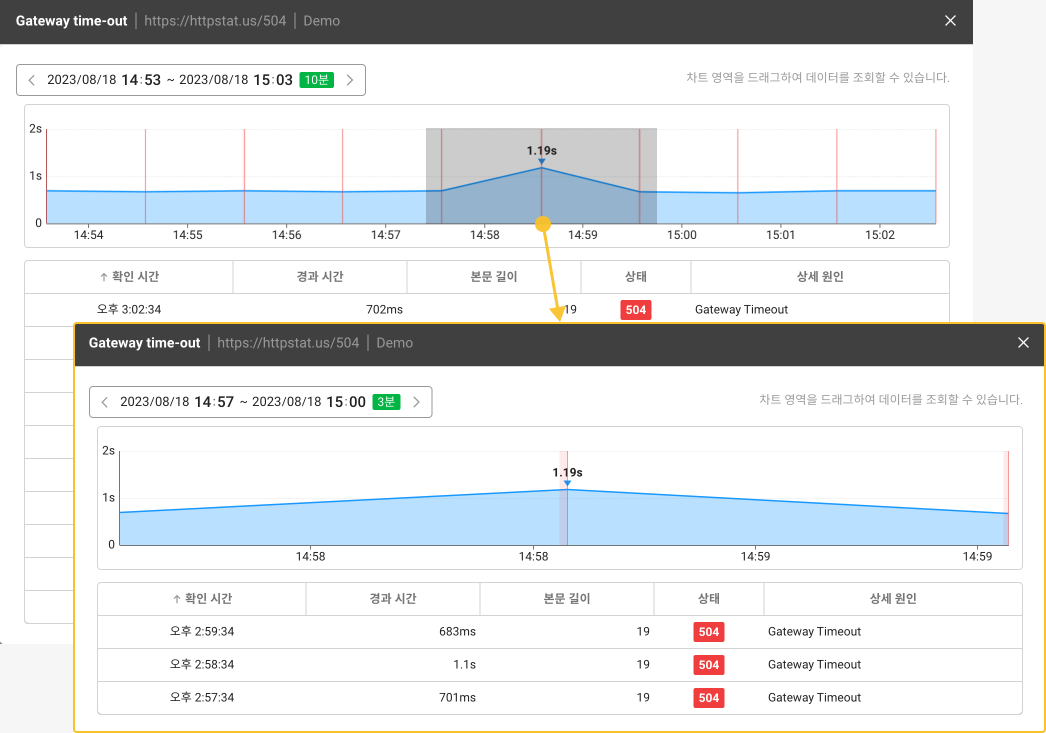 Gateway time-out | https://httpstat.us/504 | Demo
2023/08/18 14:53 ~ 2023/08/18 15:03 10분
차트 영역을 드래그하여 데이터를 조회할 수 있습니다.
2s
1.19s
1s
0
14:54 14:55 14:56 14:57 14:58 14:59 15:00 15:01 15:02
↑ 확인 시간 경과 시간 본문 길이 상태 상세 원인
오후 3:02:34 702ms 19 504 Gateway Timeout
Gateway time-out | https://httpstat.us/504 | Demo
2023/08/18 14:57 ~ 2023/08/18 15:00 3분
차트 영역을 드래그하여 데이터를 조회할 수 있습니다.
2s
1.19s
1s
0
14:58 14:58 14:59 14:59
↑ 확인 시간 경과 시간 본문 길이 상태 상세 원인
오후 2:59:34 683ms 19 504 Gateway Timeout
오후 2:58:34 1.1s 19 504 Gateway Timeout
오후 2:57:34 701ms 19 504 Gateway Timeout